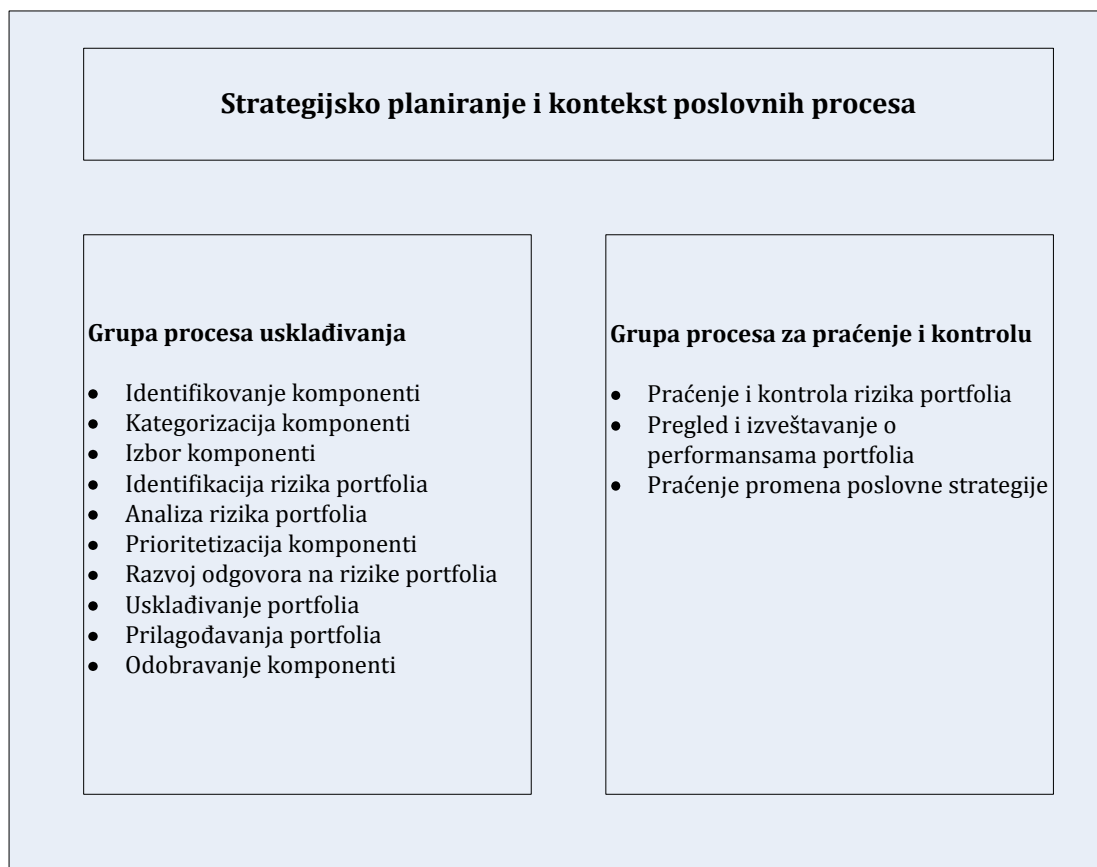 Strategijsko planiranje i kontekst poslovnih procesa
Grupa procesa usklađivanja
• Identifikovanje komponenti
• Kategorizacija komponenti
• Izbor komponenti
• Identifikacija rizika portfolia
• Analiza rizika portfolia
• Prioritetizacija komponenti
• Razvoj odgovora na rizike portfolia
• Usklađivanje portfolia
• Prilagođavanja portfolia
• Odobravanje komponenti
Grupa procesa za praćenje i kontrolu
• Praćenje i kontrola rizika portfolia
• Pregled i izveštavanje o
performansama portfolia
• Praćenje promena poslovne strategije